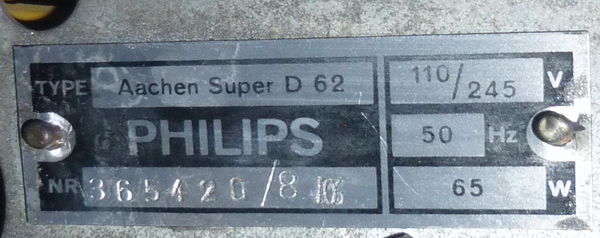 TYPE Aachen Super D 62 110/245 V
PHILIPS 50 Hz
NR. 365420/8 65 W